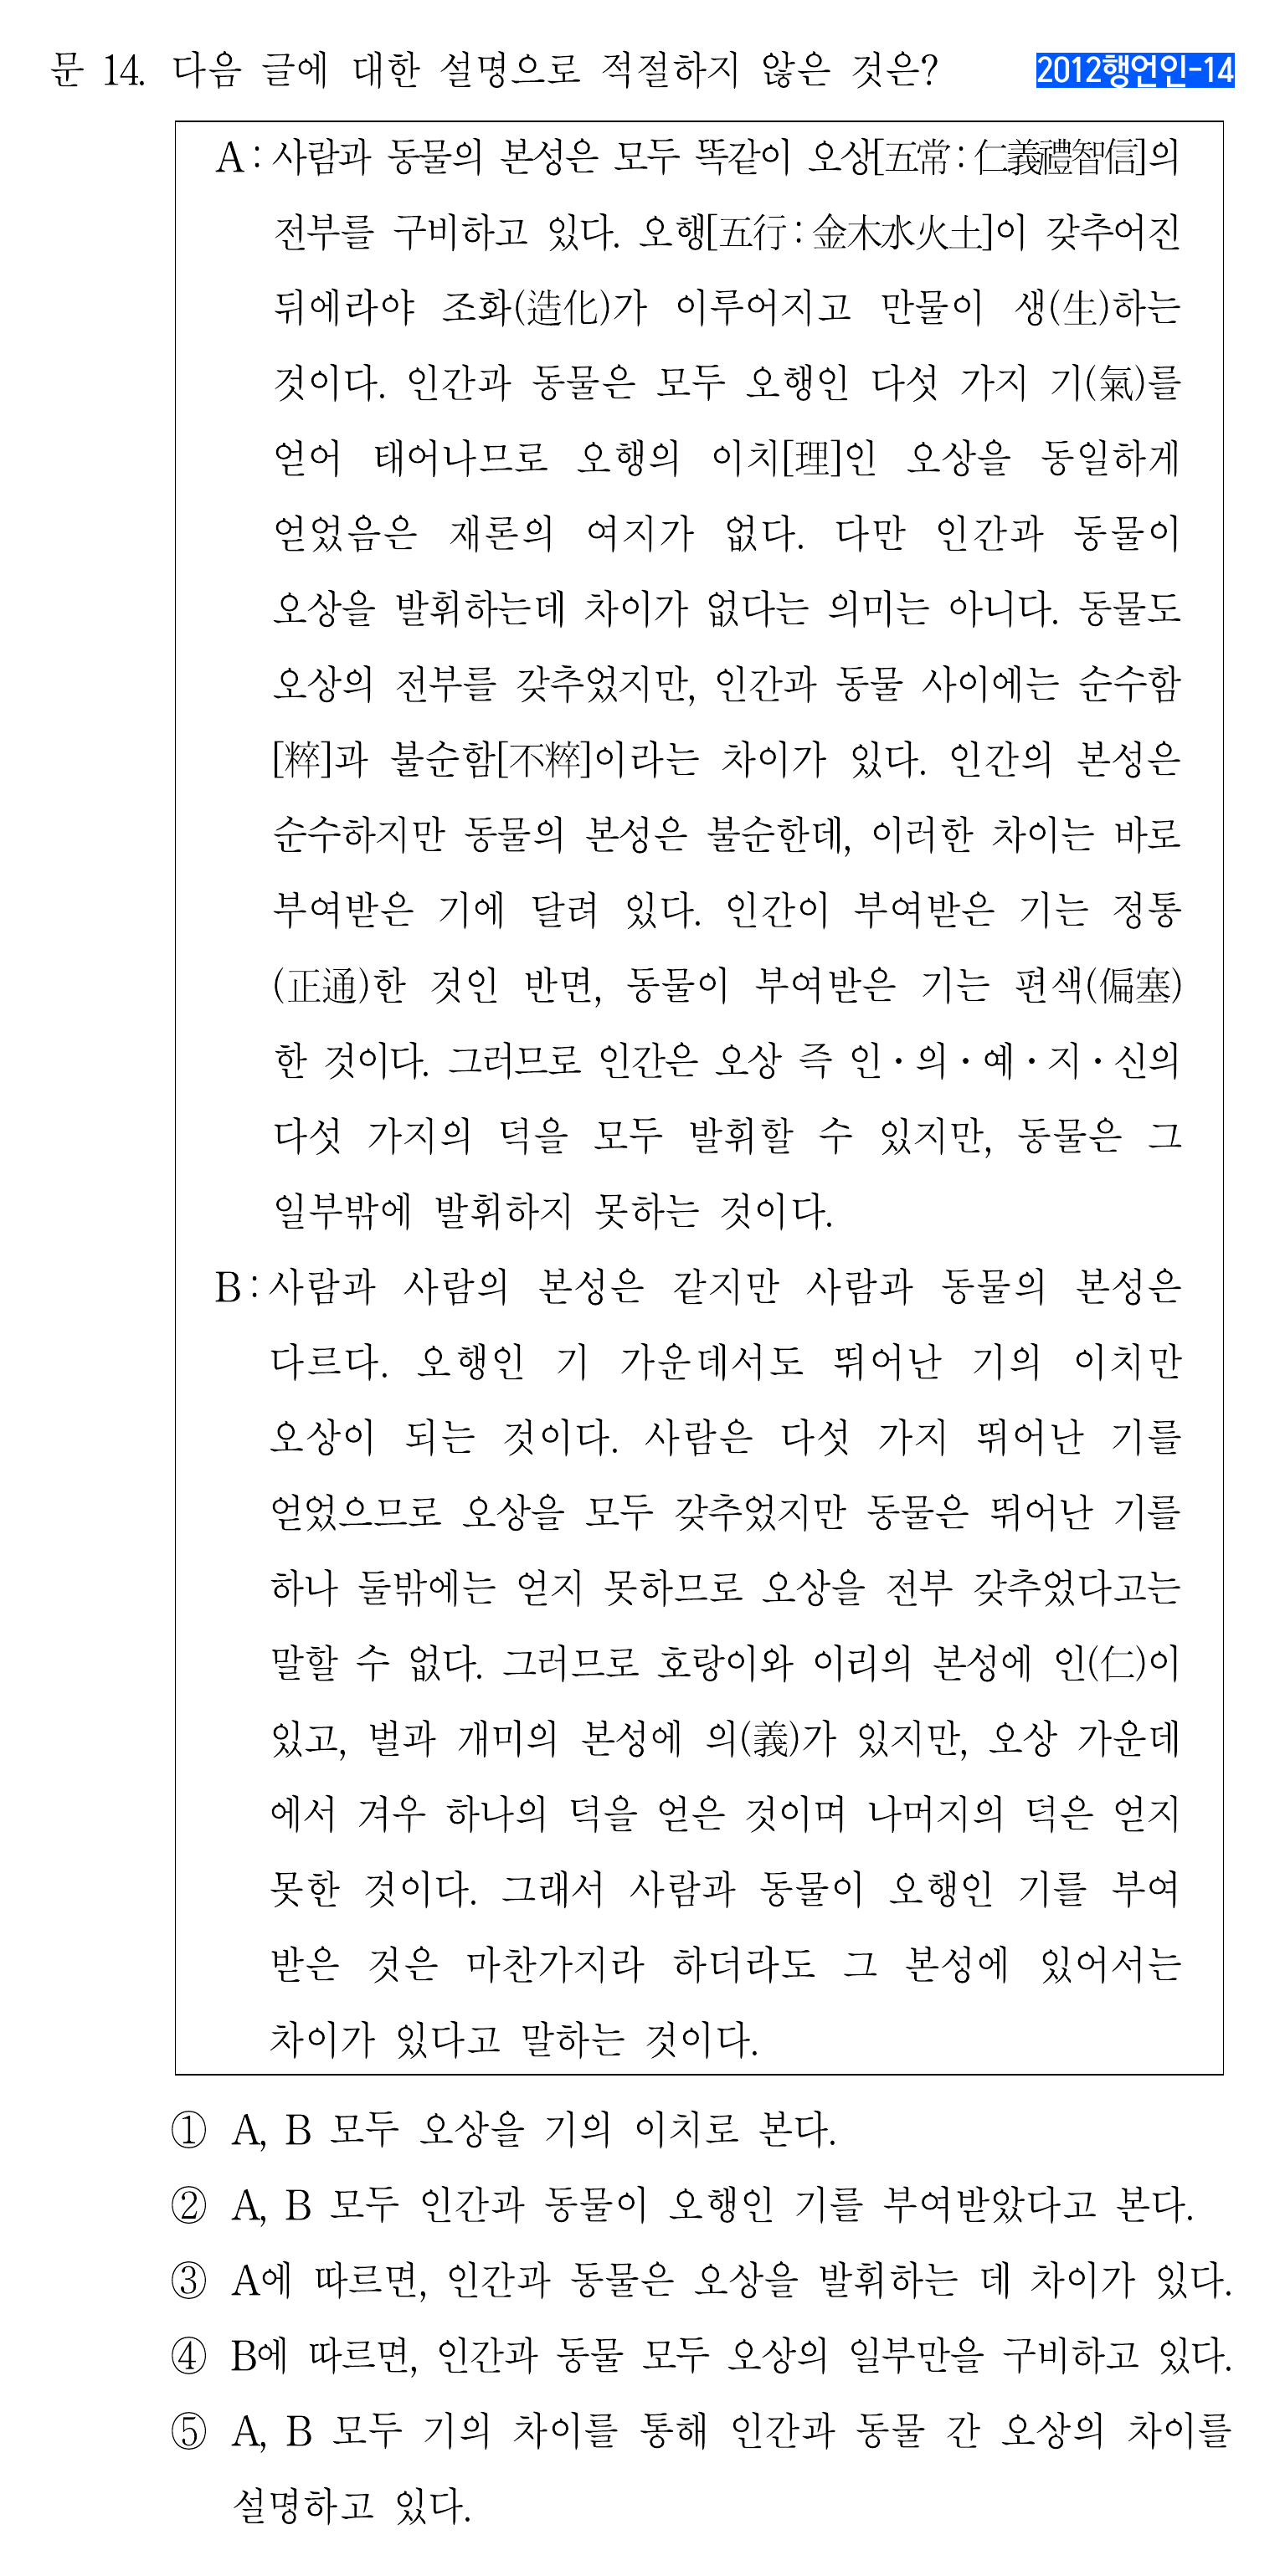 문 14. 다음 글에 대한 설명으로 적절하지 않은 것은? 2012행언인-14
A : 사람과 동물의 본성은 모두 똑같이 오상[五常 : 仁義禮智信]의
전부를 구비하고 있다. 오행[五行 : 金木水火土]이 갖추어진
뒤에라야 조화(造化)가 이루어지고 만물이 생(生)하는
것이다. 인간과 동물은 모두 오행인 다섯 가지 기(氣)를
얻어 태어나므로 오행의 이치[理]인 오상을 동일하게
얻었음은 재론의 여지가 없다. 다만 인간과 동물이
오상을 발휘하는데 차이가 없다는 의미는 아니다. 동물도
오상의 전부를 갖추었지만, 인간과 동물 사이에는 순수함
[粹]과 불순함[不粹]이라는 차이가 있다. 인간의 본성은
순수하지만 동물의 본성은 불순한데, 이러한 차이는 바로
부여받은 기에 달려 있다. 인간이 부여받은 기는 정통
(正通)한 것인 반면, 동물이 부여받은 기는 편색(偏塞)
한 것이다. 그러므로 인간은 오상 즉 인·의·예·지·신의
다섯 가지의 덕을 모두 발휘할 수 있지만, 동물은 그
일부밖에 발휘하지 못하는 것이다.
B : 사람과 사람의 본성은 같지만 사람과 동물의 본성은
다르다. 오행인 기 가운데서도 뛰어난 기의 이치만
오상이 되는 것이다. 사람은 다섯 가지 뛰어난 기를
얻었으므로 오상을 모두 갖추었지만 동물은 뛰어난 기를
하나 둘밖에는 얻지 못하므로 오상을 전부 갖추었다고는
말할 수 없다. 그러므로 호랑이와 이리의 본성에 인(仁)이
있고, 벌과 개미의 본성에 의(義)가 있지만, 오상 가운데
에서 겨우 하나의 덕을 얻은 것이며 나머지의 덕은 얻지
못한 것이다. 그래서 사람과 동물이 오행인 기를 부여
받은 것은 마찬가지라 하더라도 그 본성에 있어서는
차이가 있다고 말하는 것이다.
① A, B 모두 오상을 기의 이치로 본다.
② A, B 모두 인간과 동물이 오행인 기를 부여받았다고 본다.
③ A에 따르면, 인간과 동물은 오상을 발휘하는 데 차이가 있다.
④ B에 따르면, 인간과 동물 모두 오상의 일부만을 구비하고 있다.
⑤ A, B 모두 기의 차이를 통해 인간과 동물 간 오상의 차이를
설명하고 있다.